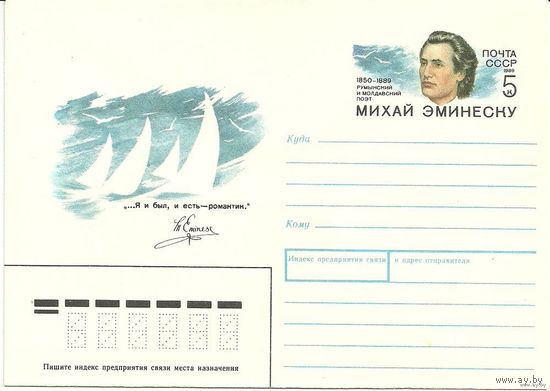 ПОЧТА
СССР
1989
5
к
1850–1889
РУМЫНСКИЙ
И МОЛДАВСКИЙ
ПОЭТ
МИХАЙ ЭМИНЕСКУ
„...Я и был, и есть—романтик."
M Eminescu
Куда
Кому
Индекс предприятия связи и адрес отправителя
Пишите индекс предприятия связи места назначения
www.ay.by